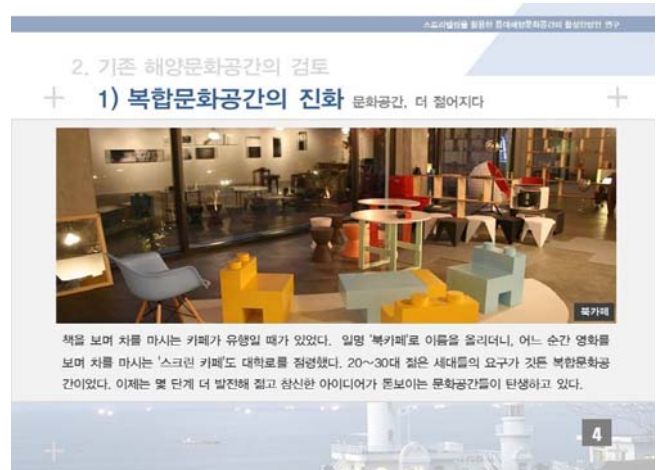 스토리텔링을 활용한 등대해양문화공간의 활성화방안 연구
2. 기존 해양문화공간의 검토
1) 복합문화공간의 진화 문화공간, 더 젊어지다
북카페
책을 보며 차를 마시는 카페가 유행일 때가 있었다. 일명 '북카페'로 이름을 올리더니, 어느 순간 영화를
보며 차를 마시는 '스크린 카페'도 대학로를 점령했다. 20～30대 젊은 세대들의 요구가 깃든 복합문화공
간이었다. 이제는 몇 단계 더 발전해 젊고 참신한 아이디어가 돋보이는 문화공간들이 탄생하고 있다.
4